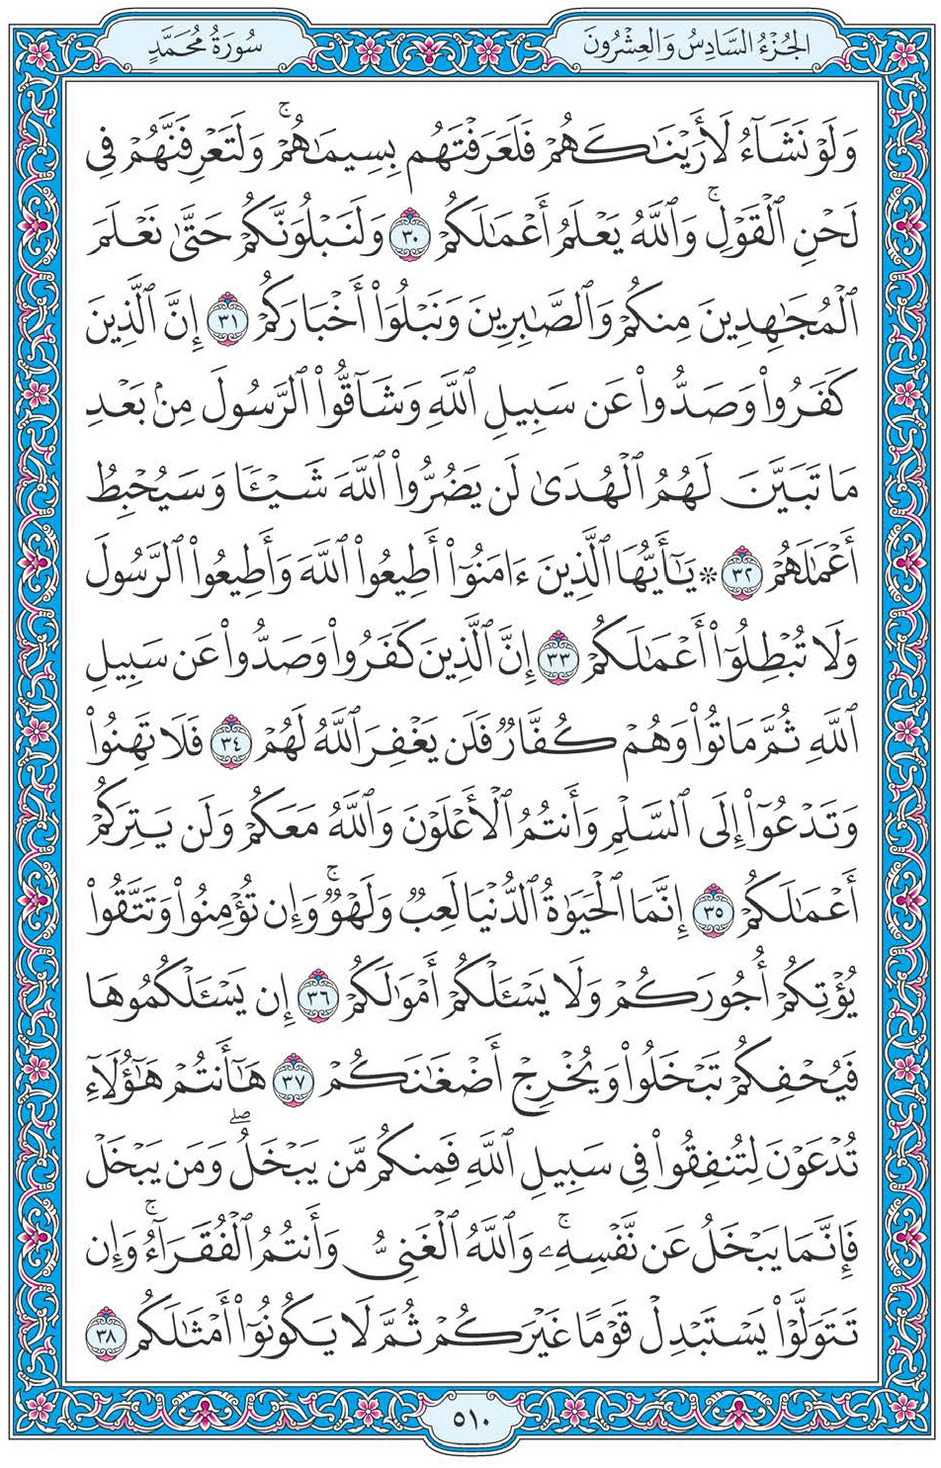 الجُزْءُ السَّادِسُ وَالعِشْرُونَ
سُورَةُ مُحَمَّدٍ
وَلَوْ نَشَآءُ لَأَرَيْنَٰكَهُمْ فَلَعَرَفْتَهُم بِسِيمَٰهُمْۚ وَلَتَعْرِفَنَّهُمْ فِى
لَحْنِ ٱلْقَوْلِۚ وَٱللَّهُ يَعْلَمُ أَعْمَٰلَكُمْ ٣٠ وَلَنَبْلُوَنَّكُمْ حَتَّىٰ نَعْلَمَ
ٱلْمُجَٰهِدِينَ مِنكُمْ وَٱلصَّٰبِرِينَ وَنَبْلُوَا۟ أَخْبَارَكُمْ ٣١ إِنَّ ٱلَّذِينَ
كَفَرُوا۟ وَصَدُّوا۟ عَن سَبِيلِ ٱللَّهِ وَشَآقُّوا۟ ٱلرَّسُولَ مِنۢ بَعْدِ
مَا تَبَيَّنَ لَهُمُ ٱلْهُدَىٰ لَن يَضُرُّوا۟ ٱللَّهَ شَيْـًٔا وَسَيُحْبِطُ
أَعْمَٰلَهُمْ ٣٢ * يَٰٓأَيُّهَا ٱلَّذِينَ ءَامَنُوٓا۟ أَطِيعُوا۟ ٱللَّهَ وَأَطِيعُوا۟ ٱلرَّسُولَ
وَلَا تُبْطِلُوٓا۟ أَعْمَٰلَكُمْ ٣٣ إِنَّ ٱلَّذِينَ كَفَرُوا۟ وَصَدُّوا۟ عَن سَبِيلِ
ٱللَّهِ ثُمَّ مَاتُوا۟ وَهُمْ كُفَّارٌ فَلَن يَغْفِرَ ٱللَّهُ لَهُمْ ٣٤ فَلَا تَهِنُوا۟
وَتَدْعُوٓا۟ إِلَى ٱلسَّلْمِ وَأَنتُمُ ٱلْأَعْلَوْنَ وَٱللَّهُ مَعَكُمْ وَلَن يَتِرَكُمْ
أَعْمَٰلَكُمْ ٣٥ إِنَّمَا ٱلْحَيَوٰةُ ٱلدُّنْيَا لَعِبٌ وَلَهْوٌۚ وَإِن تُؤْمِنُوا۟ وَتَتَّقُوا۟
يُؤْتِكُمْ أُجُورَكُمْ وَلَا يَسْـَٔلْكُمْ أَمْوَٰلَكُمْ ٣٦ إِن يَسْـَٔلْكُمُوهَا
فَيُحْفِكُمْ تَبْخَلُوا۟ وَيُخْرِجْ أَضْغَٰنَكُمْ ٣٧ هَٰٓأَنتُمْ هَٰٓؤُلَآءِ
تُدْعَوْنَ لِتُنفِقُوا۟ فِى سَبِيلِ ٱللَّهِ فَمِنكُم مَّن يَبْخَلُۖ وَمَن يَبْخَلْ
فَإِنَّمَا يَبْخَلُ عَن نَّفْسِهِۦۚ وَٱللَّهُ ٱلْغَنِىُّ وَأَنتُمُ ٱلْفُقَرَآءُۚ وَإِن
تَتَوَلَّوْا۟ يَسْتَبْدِلْ قَوْمًا غَيْرَكُمْ ثُمَّ لَا يَكُونُوٓا۟ أَمْثَٰلَكُم ٣٨
٥١٠